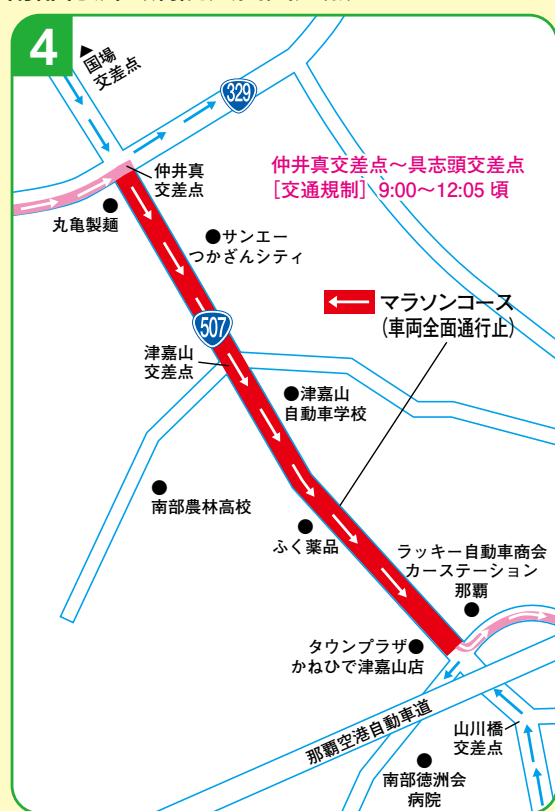 4
国場
交差点
329
仲井真
交差点
仲井真交差点～具志頭交差点
［交通規制］9:00～12:05 頃
丸亀製麺
サンエー
つかざんシティ
マラソンコース
（車両全面通行止）
507
津嘉山
交差点
津嘉山
自動車学校
南部農林高校
ふく薬品
ラッキー自動車商会
カーステーション
那覇
タウンプラザ
かねひで津嘉山店
那覇空港自動車道
山川橋
交差点
南部徳洲会
病院